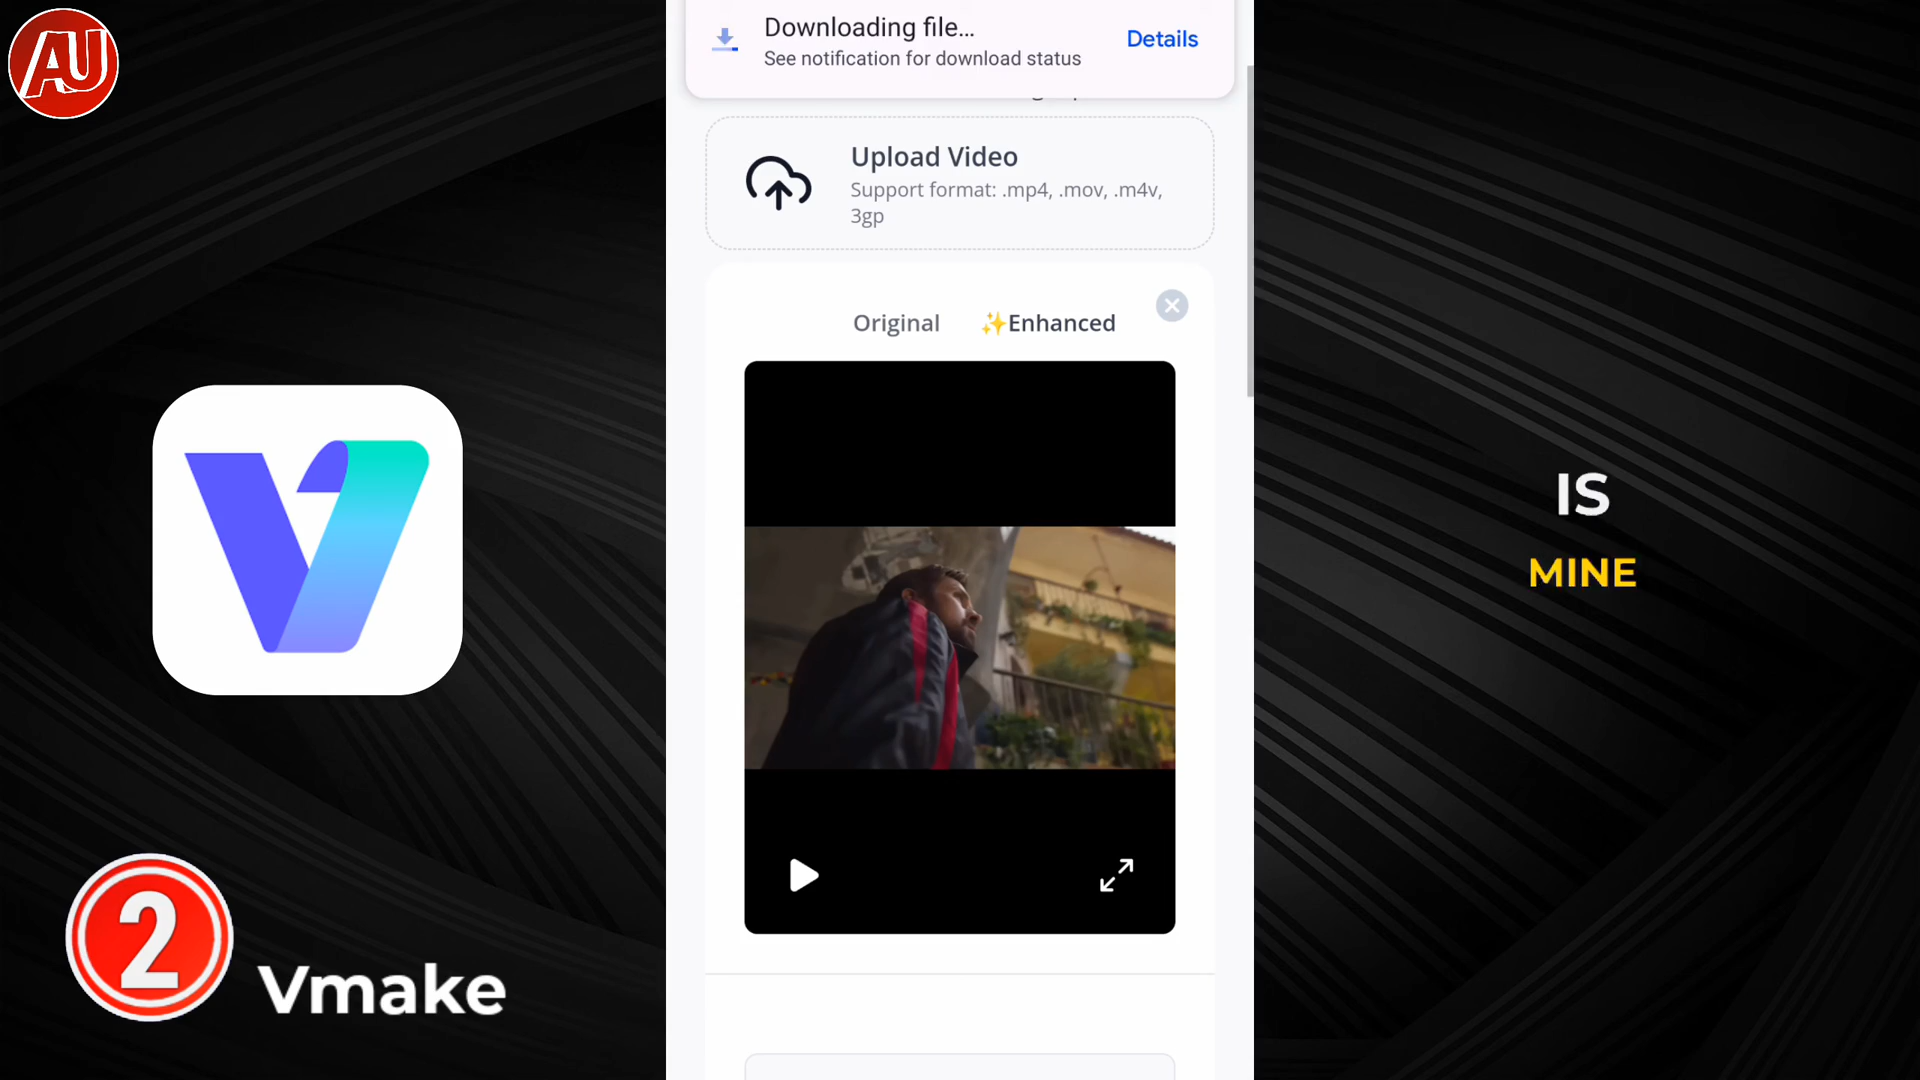 AU
Downloading file...
See notification for download status
Details
Upload Video
Support format: .mp4, .mov, .m4v,
3gp
Original
✨Enhanced
IS
MINE
2
Vmake